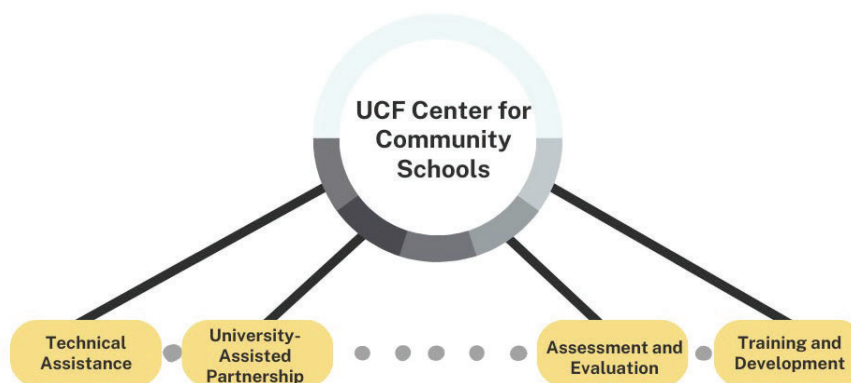 UCF Center for
Community
Schools
Technical
Assistance
University-
Assisted
Partnership
Assessment and
Evaluation
Training and
Development